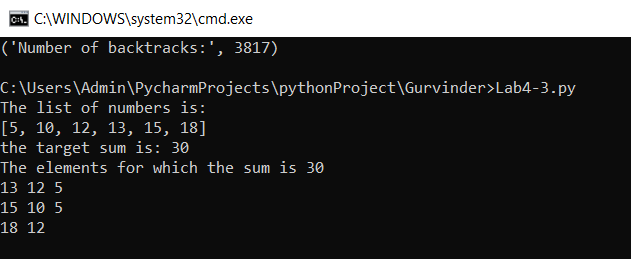 C:\WINDOWS\system32\cmd.exe
('Number of backtracks:', 3817)
C:\Users\Admin\PycharmProjects\pythonProject\Gurvinder>Lab4-3.py
The list of numbers is:
[5, 10, 12, 13, 15, 18]
the target sum is: 30
The elements for which the sum is 30
13 12 5
15 10 5
18 12